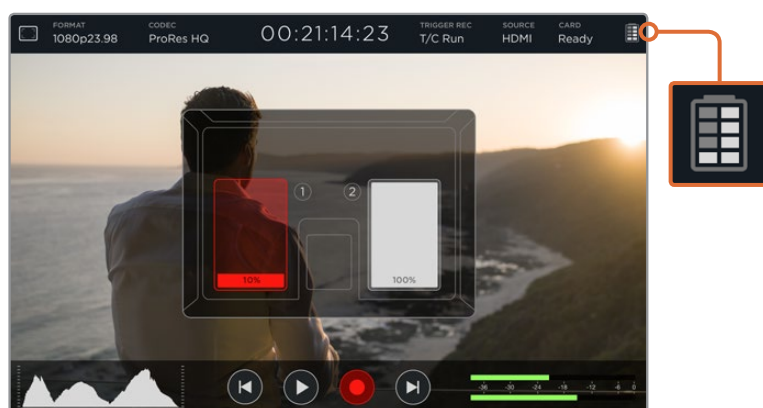 FORMAT
1080p23.98
CODEC
ProRes HQ
00:21:14:23
TRIGGER REC
T/C Run
SOURCE
HDMI
CARD
Ready
1
2
10%
100%
-36 -30 -24 -18 -12 -6 0